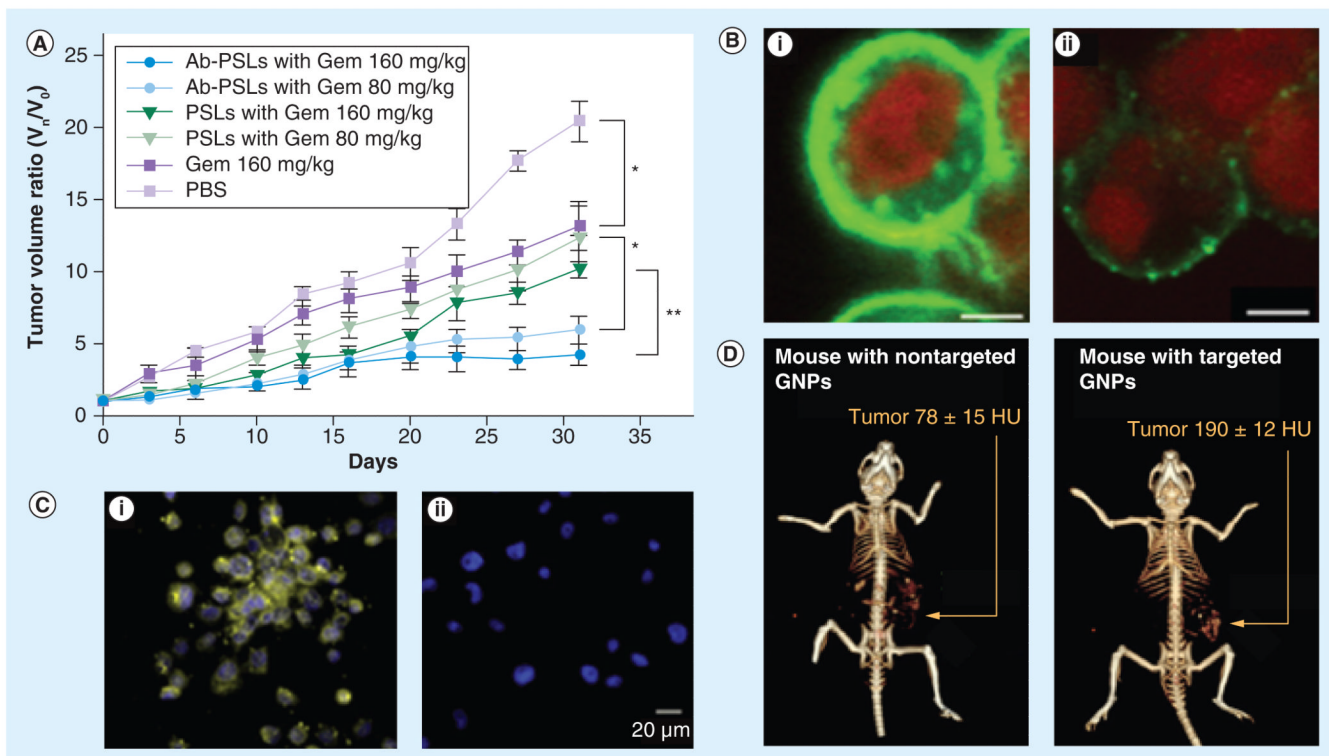 A
25
20
15
10
5
0
Tumor volume ratio (Vn/V0)
Ab-PSLs with Gem 160 mg/kg
Ab-PSLs with Gem 80 mg/kg
PSLs with Gem 160 mg/kg
PSLs with Gem 80 mg/kg
Gem 160 mg/kg
PBS
*
*
**
0 5 10 15 20 25 30 35
Days
B
i
ii
C
i
ii
20 µm
D
Mouse with nontargeted
GNPs
Tumor 78 ± 15 HU
Mouse with targeted
GNPs
Tumor 190 ± 12 HU